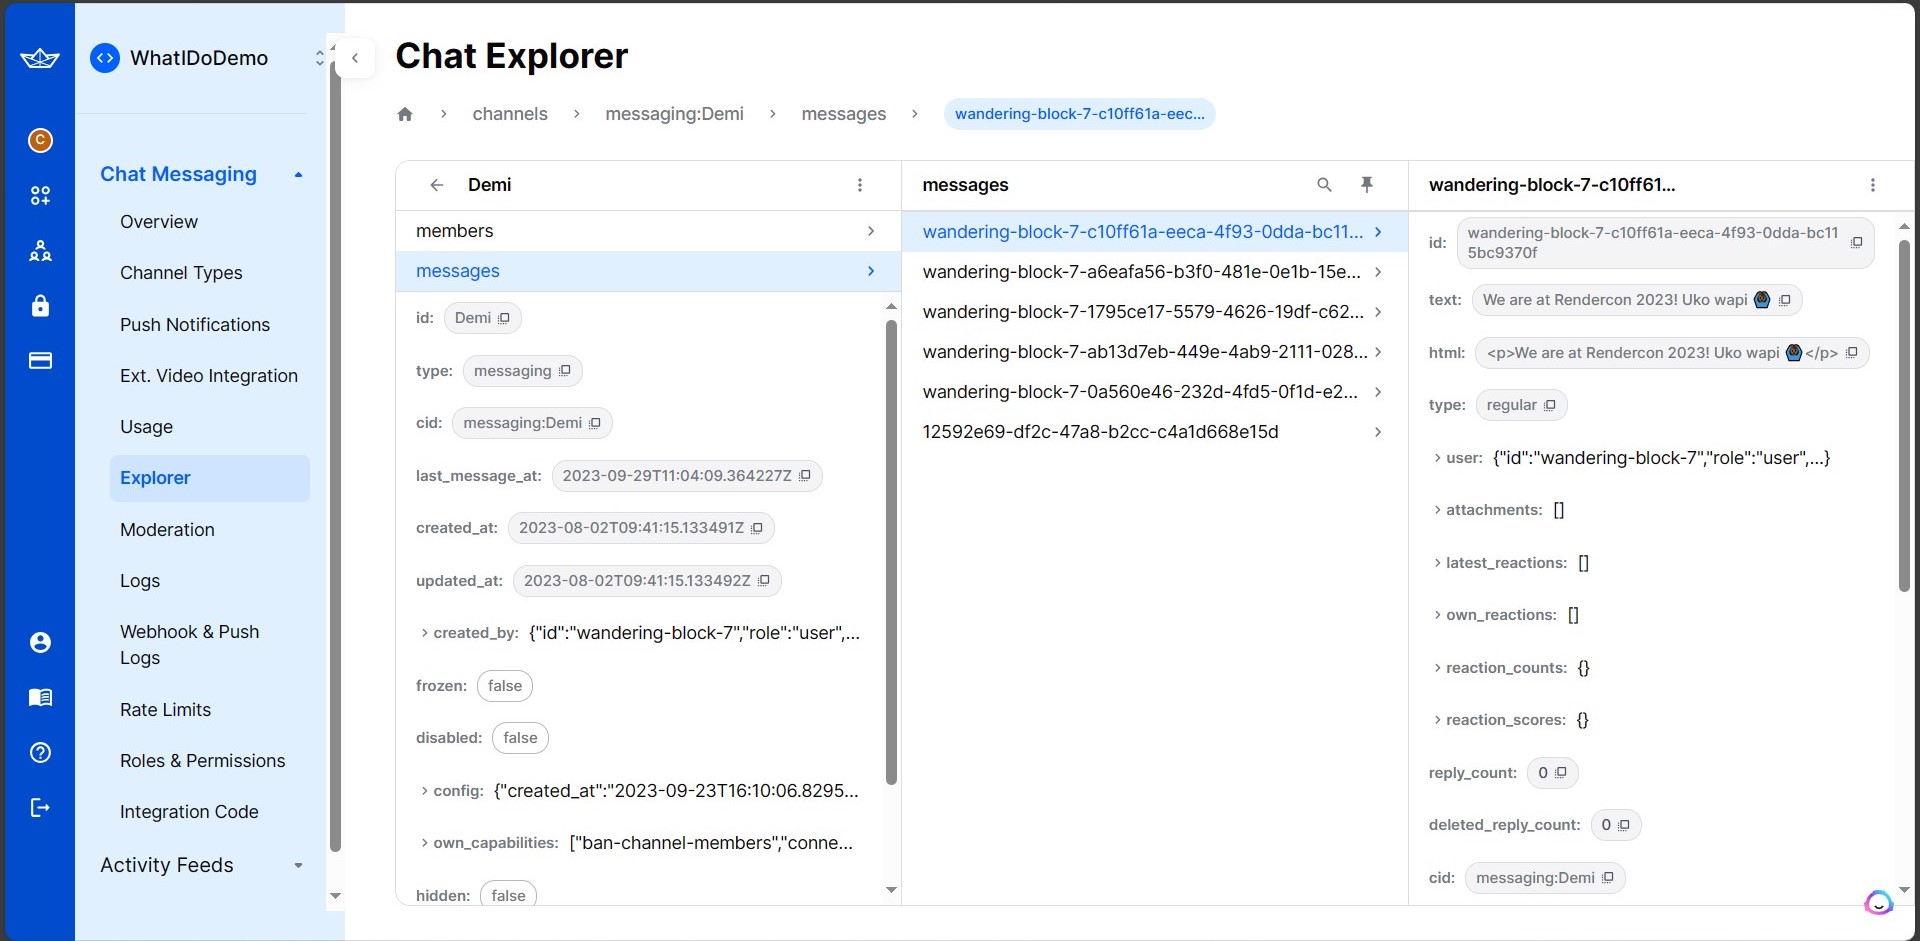 WhatIDoDemo
C
Chat Messaging
Overview
Channel Types
Push Notifications
Ext. Video Integration
Usage
Explorer
Moderation
Logs
Webhook & Push
Logs
Rate Limits
Roles & Permissions
Integration Code
Activity Feeds
Chat Explorer
channels
messaging:Demi
messages
wandering-block-7-c10ff61a-eec...
Demi
members
messages
id: Demi
type: messaging
cid: messaging:Demi
last_message_at: 2023-09-29T11:04:09.364227Z
created_at: 2023-08-02T09:41:15.133491Z
updated_at: 2023-08-02T09:41:15.133492Z
created_by: {"id":"wandering-block-7","role":"user",...
frozen: false
disabled: false
config: {"created_at":"2023-09-23T16:10:06.8295...
own_capabilities: ["ban-channel-members","conne...
hidden: false
messages
wandering-block-7-c10ff61a-eeca-4f93-0dda-bc11...
wandering-block-7-a6eafa56-b3f0-481e-0e1b-15e...
wandering-block-7-1795ce17-5579-4626-19df-c62...
wandering-block-7-ab13d7eb-449e-4ab9-2111-028...
wandering-block-7-0a560e46-232d-4fd5-0f1d-e2...
12592e69-df2c-47a8-b2cc-c4a1d668e15d
wandering-block-7-c10ff61...
id: wandering-block-7-c10ff61a-eeca-4f93-0dda-bc11
5bc9370f
text: We are at Rendercon 2023! Uko wapi
html: <p>We are at Rendercon 2023! Uko wapi </p>
type: regular
user: {"id":"wandering-block-7","role":"user",...}
attachments: []
latest_reactions: []
own_reactions: []
reaction_counts: {}
reaction_scores: {}
reply_count: 0
deleted_reply_count: 0
cid: messaging:Demi